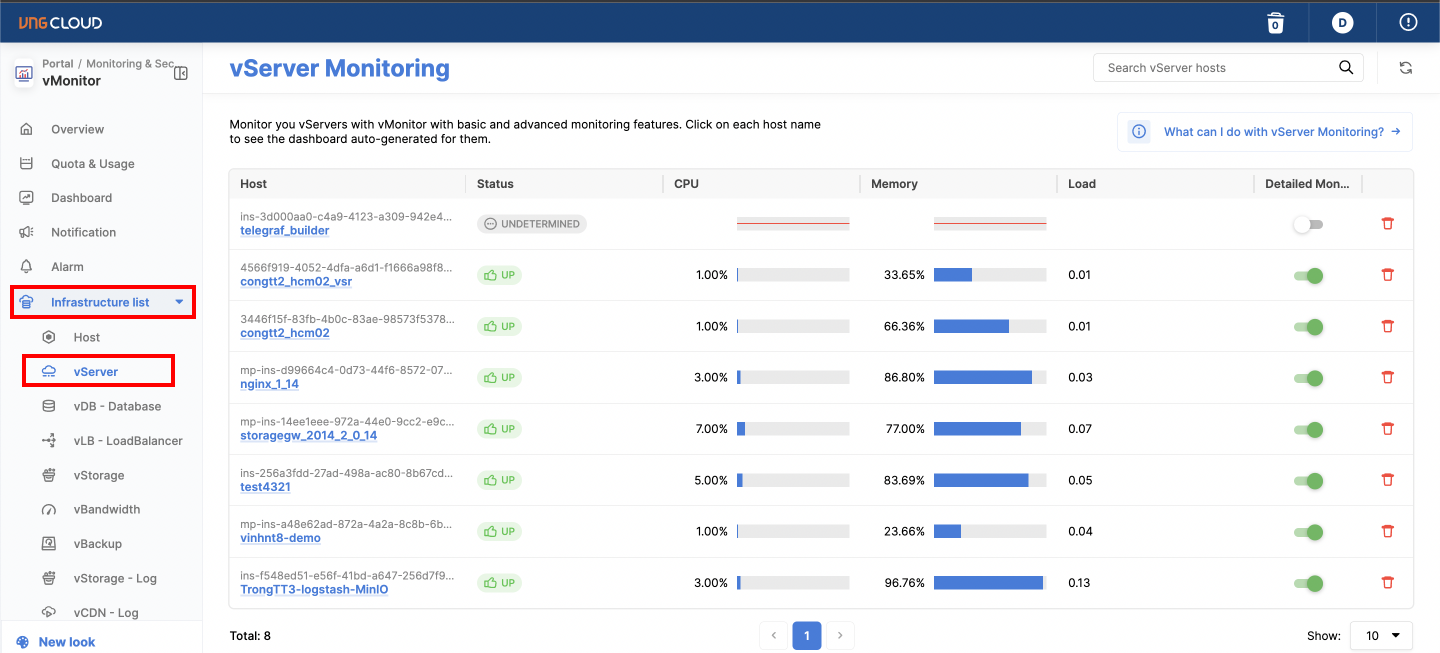 VNG CLOUD
0
D
Portal / Monitoring & Sec
vMonitor
Overview
Quota & Usage
Dashboard
Notification
Alarm
Infrastructure list
Host
vServer
vDB - Database
vLB - LoadBalancer
vStorage
vBandwidth
vBackup
vStorage - Log
vCDN - Log
New look
vServer Monitoring
Search vServer hosts
Monitor you vServers with vMonitor with basic and advanced monitoring features. Click on each host name
to see the dashboard auto-generated for them.
What can I do with vServer Monitoring?
Host Status CPU Memory Load Detailed Mon...
ins-3d000aa0-c4a9-4123-a309-942e4...
telegraf_builder UNDETERMINED
4566f919-4052-4dfa-a6d1-f1666a98f8...
congtt2_hcm02_vsr UP 1.00% 33.65% 0.01
3446f15f-83fb-4b0c-83ae-98573f5378...
congtt2_hcm02 UP 1.00% 66.36% 0.01
mp-ins-d99664c4-0d73-44f6-8572-07...
nginx_1_14 UP 3.00% 86.80% 0.03
mp-ins-14ee1eee-972a-44e0-9cc2-e9c...
storagegw_2014_2_0_14 UP 7.00% 77.00% 0.07
ins-256a3fdd-27ad-498a-ac80-8b67cd...
test4321 UP 5.00% 83.69% 0.05
mp-ins-a48e62ad-872a-4a2a-8c8b-6b...
vinhnt8-demo UP 1.00% 23.66% 0.04
ins-f548ed51-e56f-41bd-a647-256d7f9...
TrongTT3-logstash-MinIO UP 3.00% 96.76% 0.13
Total: 8
1
Show: 10